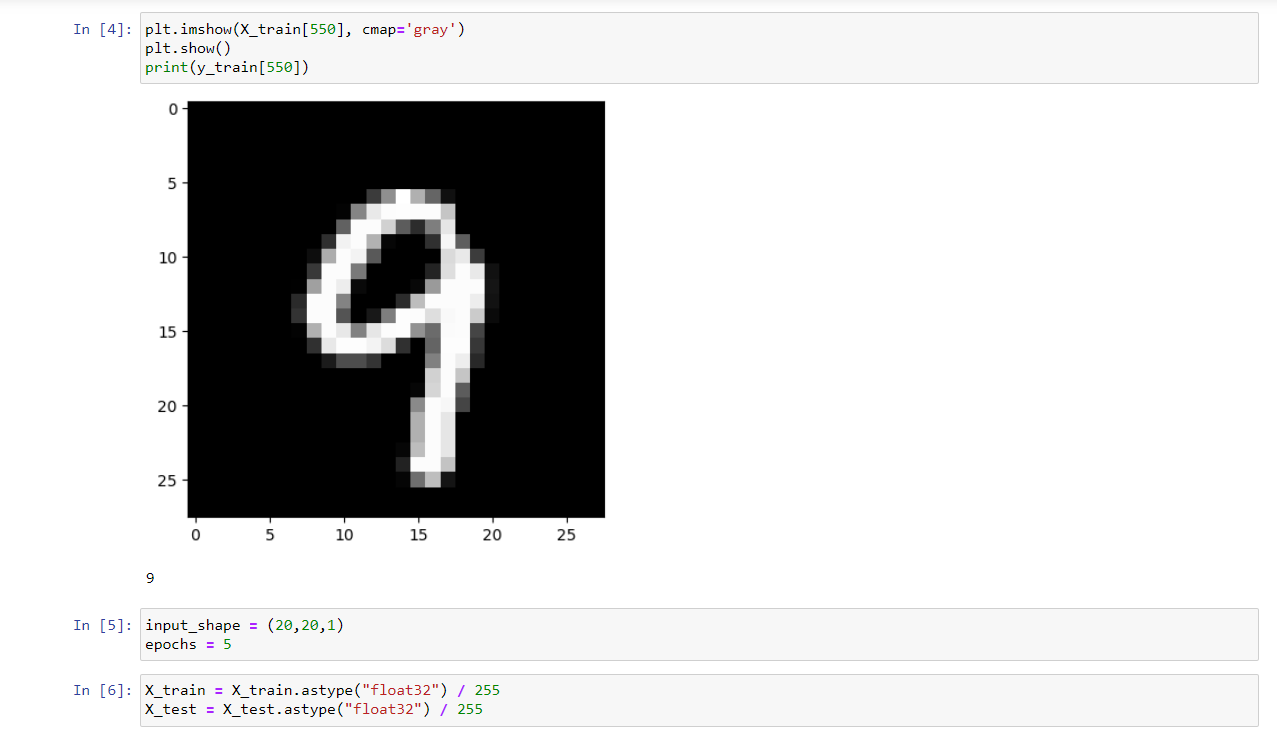 In [4]: plt.imshow(X_train[550], cmap='gray')
plt.show()
print(y_train[550])
0
5
10
15
20
25
0 5 10 15 20 25
9
In [5]: input_shape = (20,20,1)
epochs = 5
In [6]: X_train = X_train.astype("float32") / 255
X_test = X_test.astype("float32") / 255